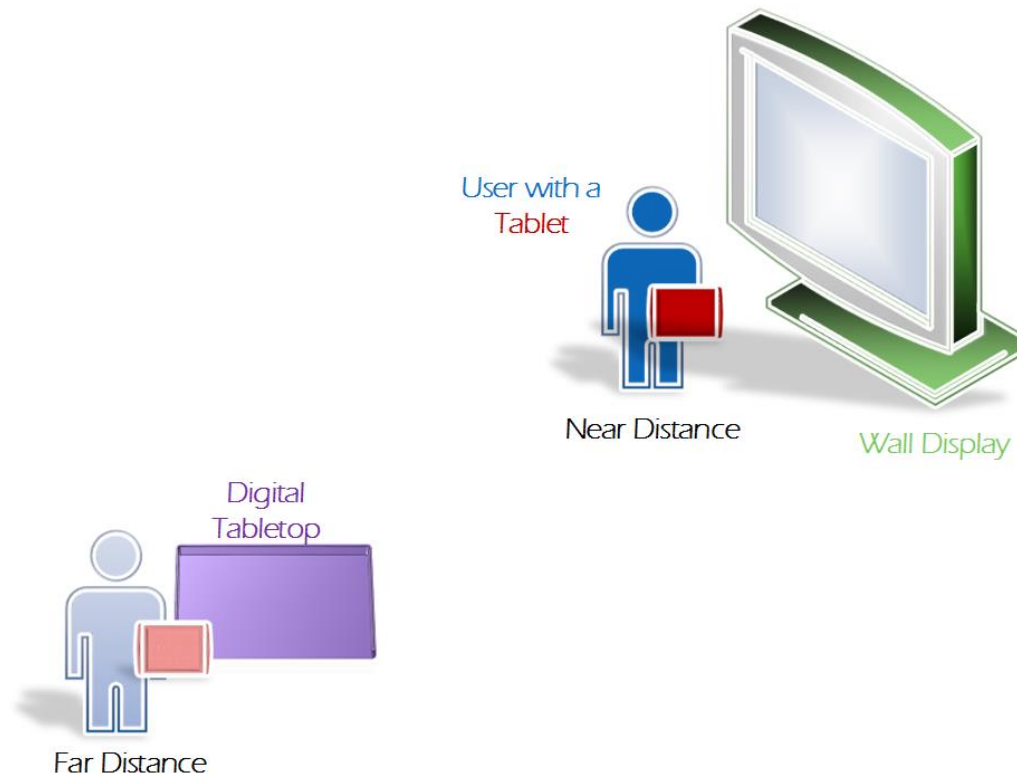 User with a
Tablet
Near Distance
Wall Display
Digital
Tabletop
Far Distance